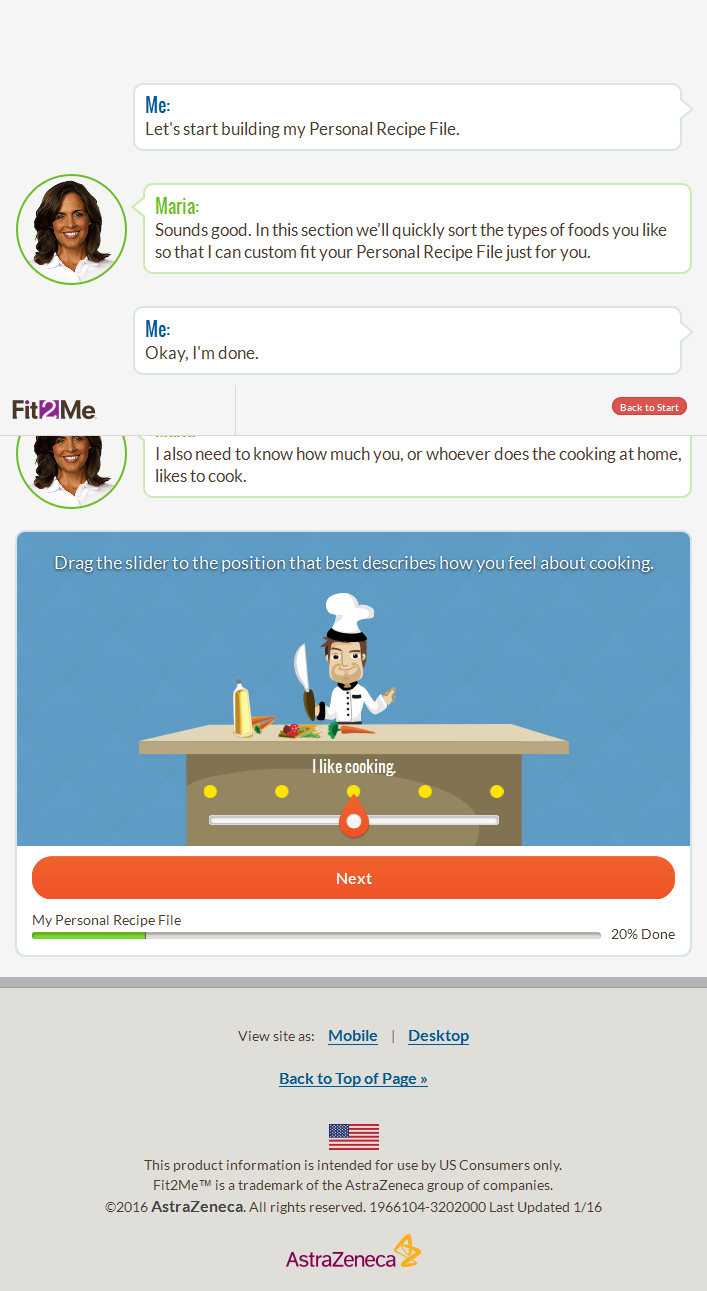 Me:
Let's start building my Personal Recipe File.
Maria:
Sounds good. In this section we'll quickly sort the types of foods you like
so that I can custom fit your Personal Recipe File just for you.
Me:
Okay, I'm done.
Fit2Me
Back to Start
I also need to know how much you, or whoever does the cooking at home,
likes to cook.
Drag the slider to the position that best describes how you feel about cooking.
I like cooking.
Next
My Personal Recipe File
20% Done
View site as: Mobile | Desktop
Back to Top of Page »
This product information is intended for use by US Consumers only.
Fit2Me™ is a trademark of the AstraZeneca group of companies.
©2016 AstraZeneca. All rights reserved. 1966104-3202000 Last Updated 1/16
AstraZeneca